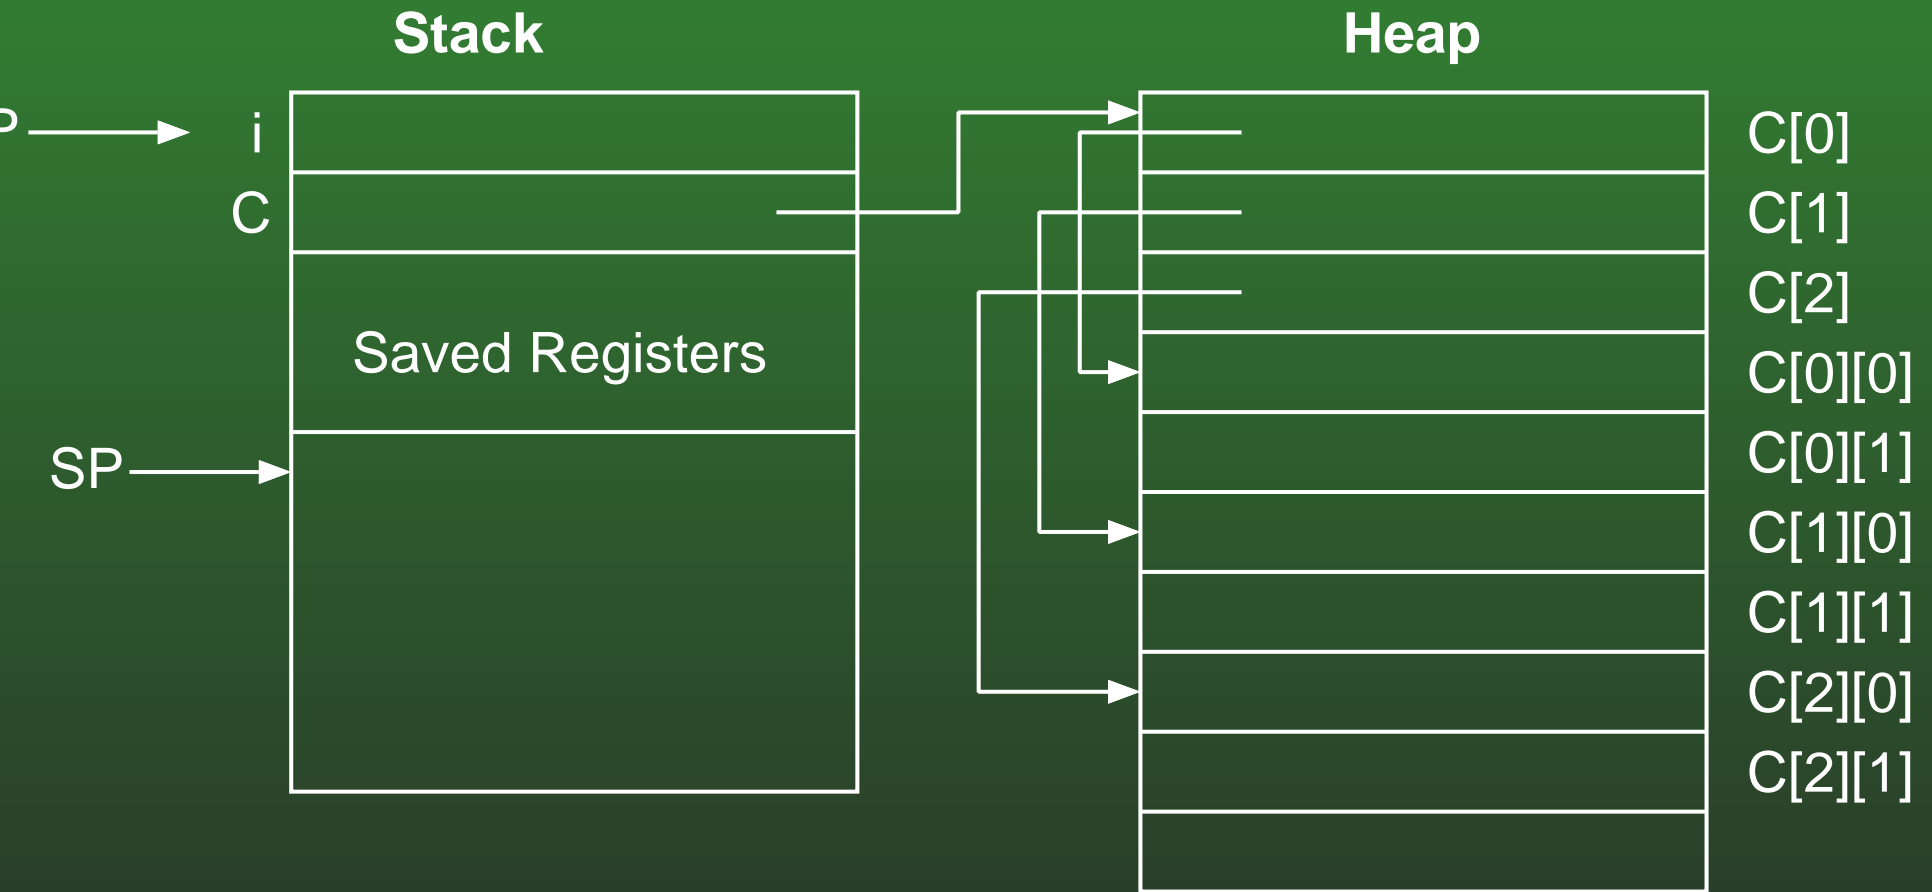 Stack
Heap
P
i
C
Saved Registers
SP
C[0]
C[1]
C[2]
C[0][0]
C[0][1]
C[1][0]
C[1][1]
C[2][0]
C[2][1]